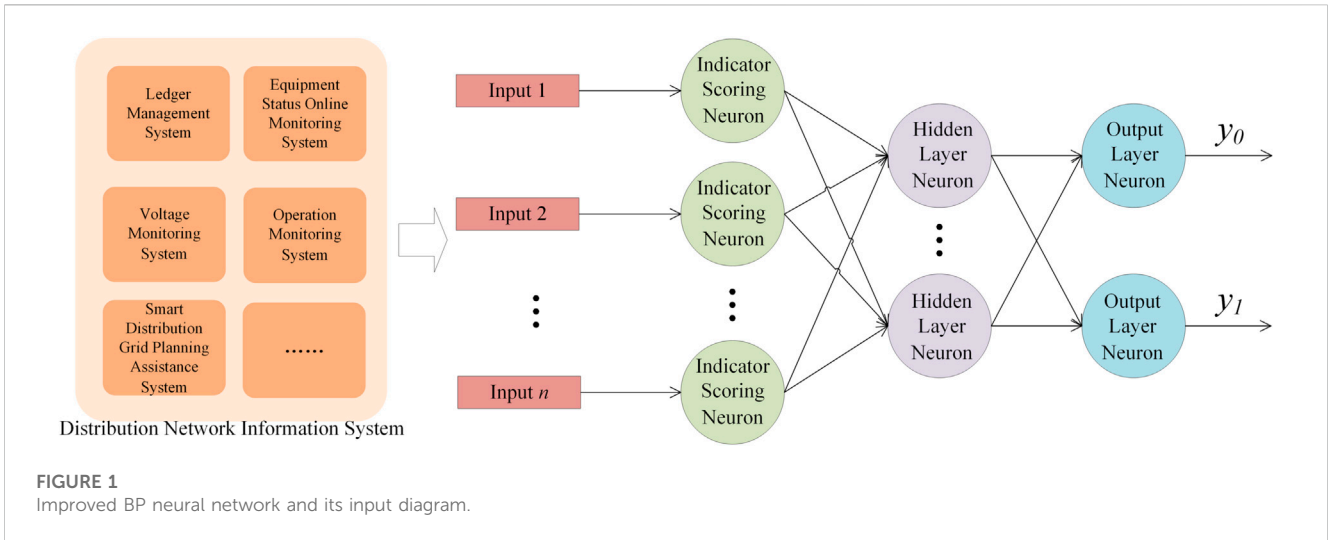 Ledger
Management
System
Equipment
Status Online
Monitoring
System
Voltage
Monitoring
System
Operation
Monitoring
System
Smart
Distribution
Grid Planning
Assistance
System
......
Distribution Network Information System
Input 1
Input 2
Input n
Indicator
Scoring
Neuron
Indicator
Scoring
Neuron
Indicator
Scoring
Neuron
Hidden
Layer
Neuron
Hidden
Layer
Neuron
Output
Layer
Neuron
Output
Layer
Neuron
y0
y1
FIGURE 1
Improved BP neural network and its input diagram.